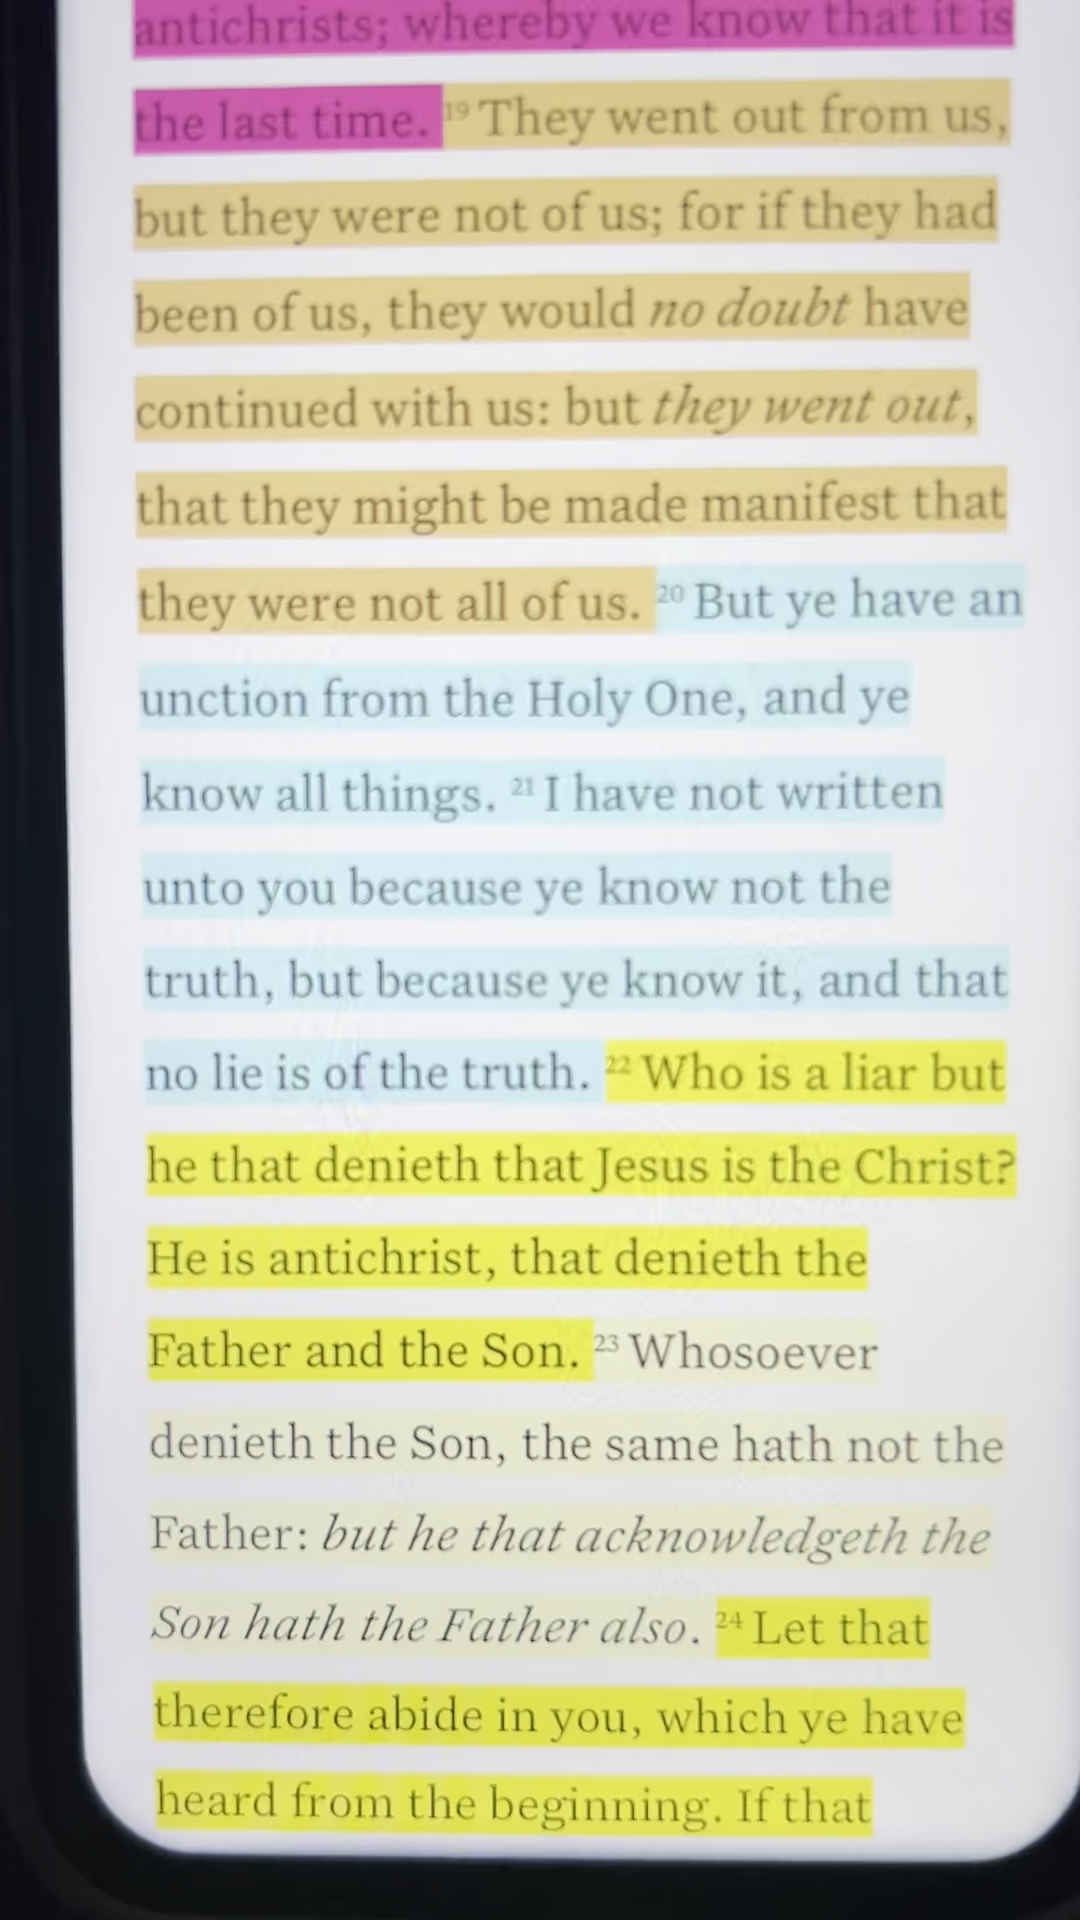 antichrists; whereby we know that it is
the last time. 19 They went out from us,
but they were not of us; for if they had
been of us, they would no doubt have
continued with us: but they went out,
that they might be made manifest that
they were not all of us. 20 But ye have an
unction from the Holy One, and ye
know all things. 21 I have not written
unto you because ye know not the
truth, but because ye know it, and that
no lie is of the truth. 22 Who is a liar but
he that denieth that Jesus is the Christ?
He is antichrist, that denieth the
Father and the Son. 23 Whosoever
denieth the Son, the same hath not the
Father: but he that acknowledgeth the
Son hath the Father also. 24 Let that
therefore abide in you, which ye have
heard from the beginning. If that